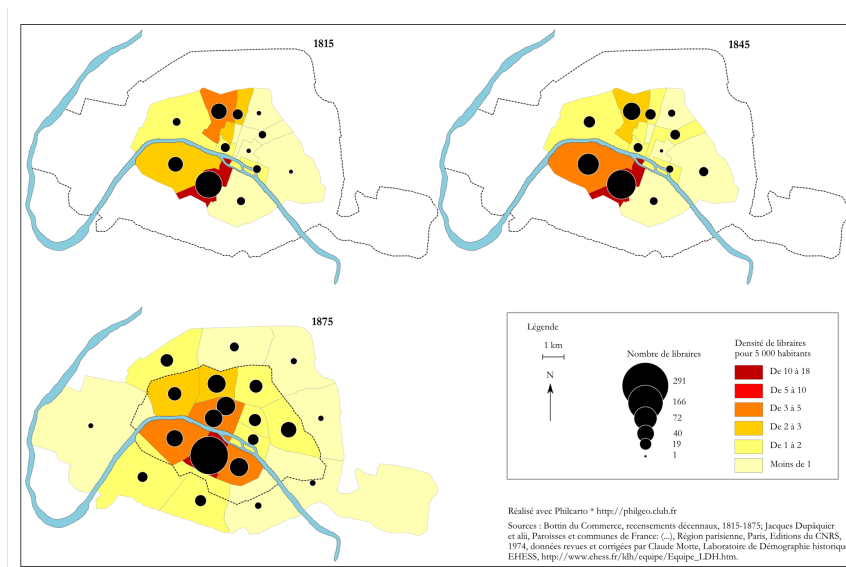 1815
1845
1875
Légende
1 km
N
Nombre de libraires
291
166
72
40
19
1
Densité de libraires
pour 5 000 habitants
De 10 à 18
De 5 à 10
De 3 à 5
De 2 à 3
De 1 à 2
Moins de 1
Réalisé avec Philcarto * http://philgeo.club.fr
Sources : Bottin du Commerce, recensements décennaux, 1815-1875; Jacques Dupâquier
et alii, Paroisses et communes de France: (...), Région parisienne, Paris, Editions du CNRS,
1974, données revues et corrigées par Claude Motte, Laboratoire de Démographie historiqu
EHESS, http://www.ehess.fr/ldh/equipe/Equipe_LDH.htm.